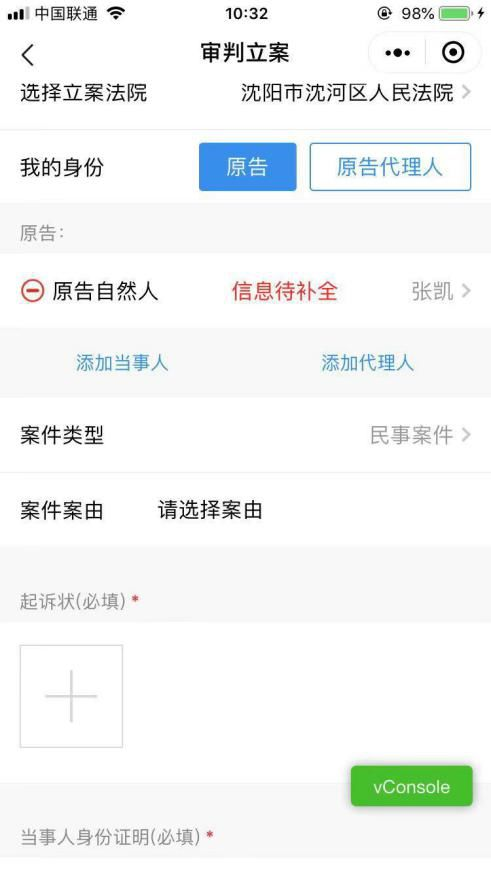 中国联通 10:32 98%
审判立案
选择立案法院 沈阳市沈河区人民法院
我的身份 原告 原告代理人
原告:
原告自然人 信息待补全 张凯
添加当事人 添加代理人
案件类型 民事案件
案件案由 请选择案由
起诉状(必填) *
vConsole
当事人身份证明(必填) *